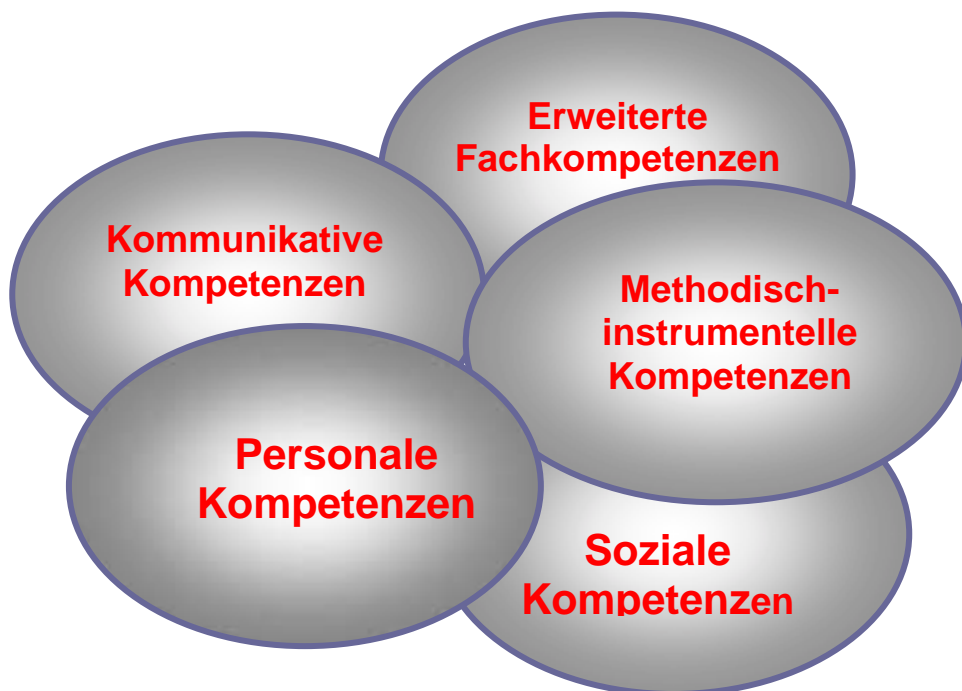 Erweiterte
Fachkompetenzen
Kommunikative
Kompetenzen
Methodisch-
instrumentelle
Kompetenzen
Personale
Kompetenzen
Soziale
Kompetenzen